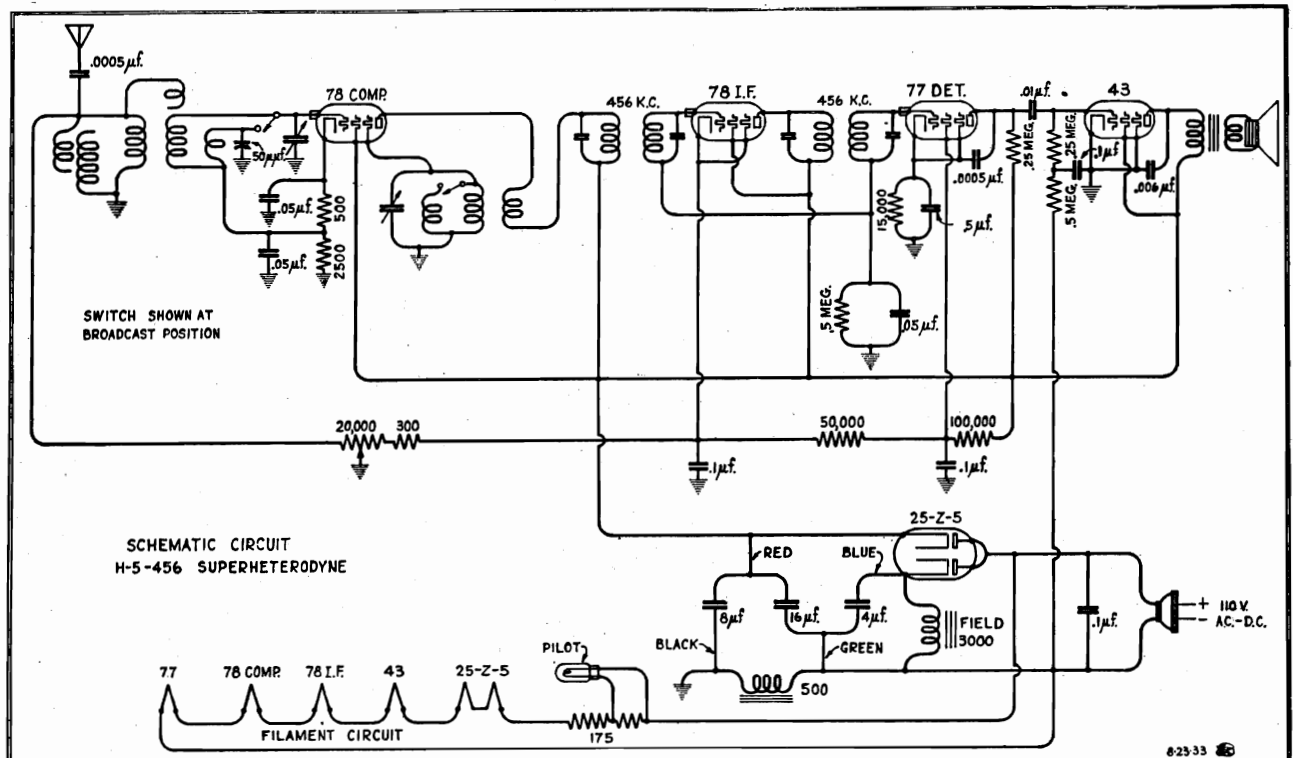 .0005µf.
78 COMP.
50µµf.
.05µf.
500
.05µf.
2500
456 K.C.
78 I.F.
456 K.C.
77 DET.
.0005µf.
15,000
.5µf.
.5 MEG.
.05µf.
.01µf.
.25 MEG.
.25 MEG.
.1µf
.5 MEG.
43
.006µf.
SWITCH SHOWN AT
BROADCAST POSITION
20,000
300
50,000
100,000
.1µf.
.1µf.
SCHEMATIC CIRCUIT
H-5-456 SUPERHETERODYNE
25-Z-5
RED
BLUE
8µf
16µf.
4µf.
FIELD
3000
.1µf.
+ 110 V.
- A.C.-D.C.
BLACK
GREEN
500
PILOT
77
78 COMP.
78 I.F.
43
25-Z-5
FILAMENT CIRCUIT
175
8-23-33